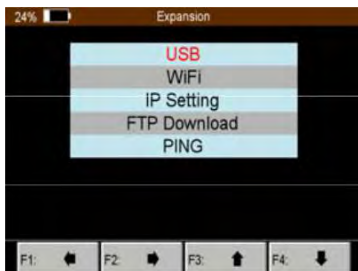 24% Expansion
USB
WiFi
IP Setting
FTP Download
PING
F1: F2: F3: F4: